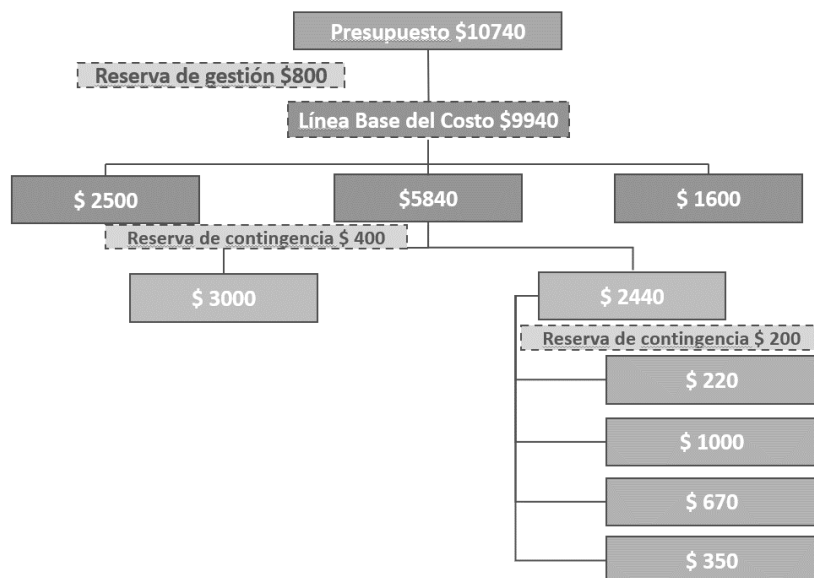 Presupuesto $10740
Reserva de gestión $800
Línea Base del Costo $9940
$ 2500
$5840
$ 1600
Reserva de contingencia $ 400
$ 3000
$ 2440
Reserva de contingencia $ 200
$ 220
$ 1000
$ 670
$ 350